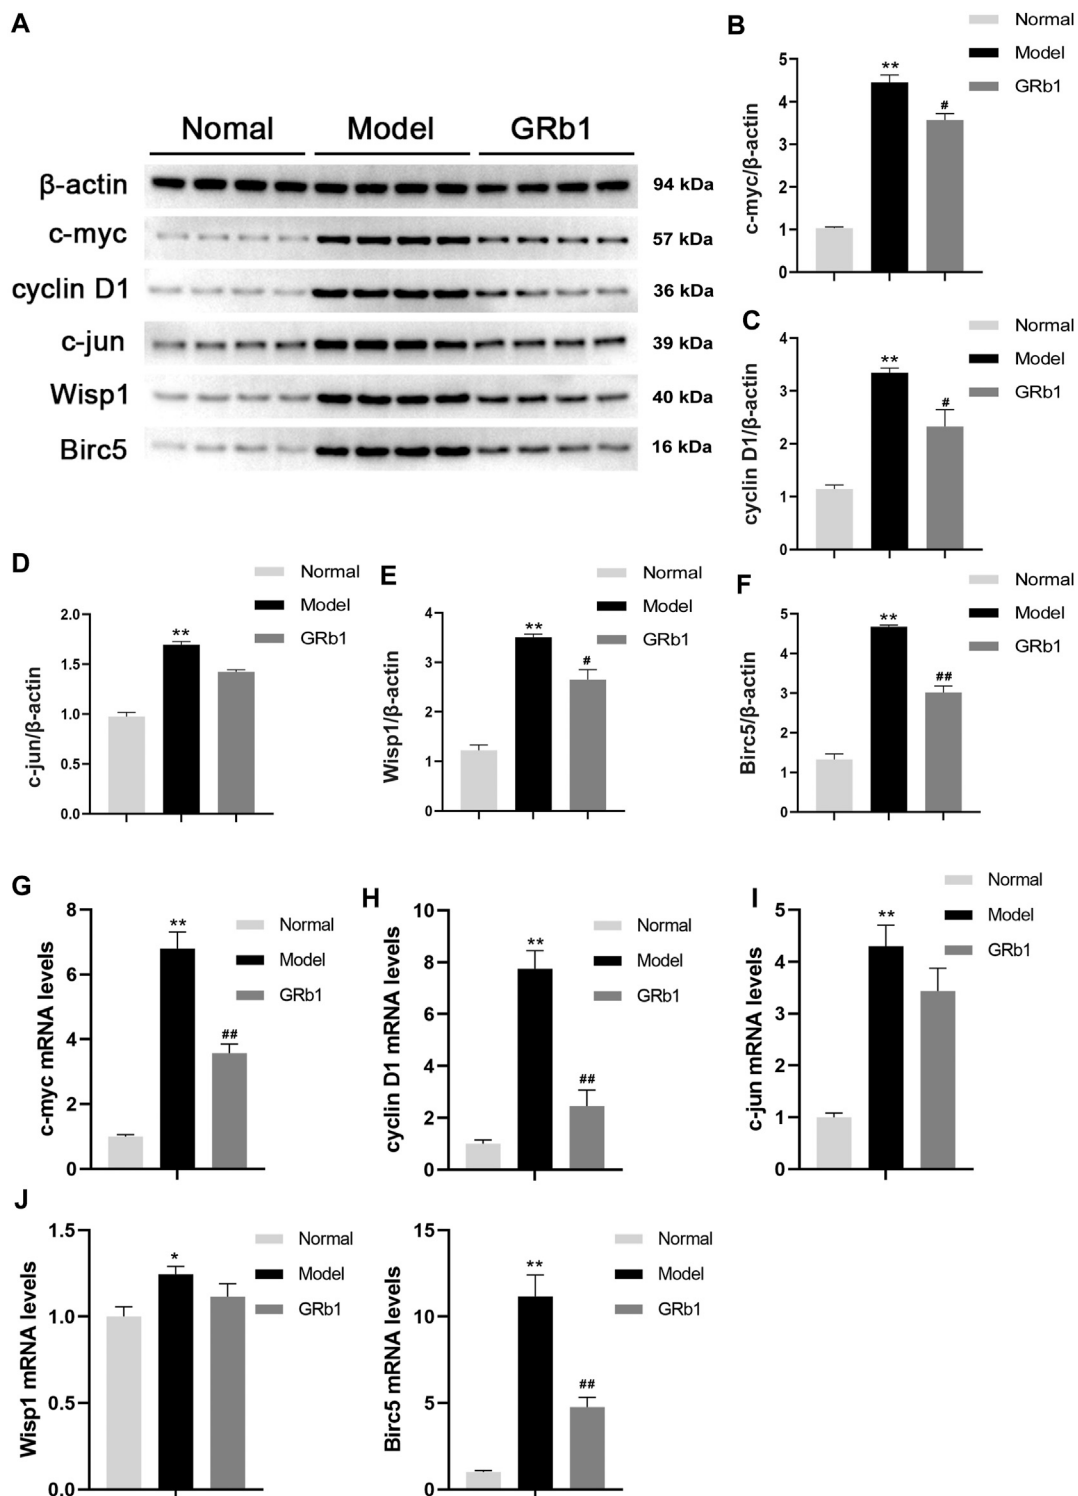 A
Nomal Model GRb1
β-actin 94 kDa
c-myc 57 kDa
cyclin D1 36 kDa
c-jun 39 kDa
Wisp1 40 kDa
Birc5 16 kDa
B
Normal
Model
GRb1
c-myc/β-actin
5
4
3
2
1
0
**
#
C
Normal
Model
GRb1
cyclin D1/β-actin
4
3
2
1
0
**
#
D
Normal
Model
GRb1
c-jun/β-actin
2.0
1.5
1.0
0.5
0.0
**
E
Normal
Model
GRb1
Wisp1/β-actin
4
3
2
1
0
**
#
F
Normal
Model
GRb1
Birc5/β-actin
5
4
3
2
1
0
**
##
G
Normal
Model
GRb1
c-myc mRNA levels
8
6
4
2
0
**
##
H
Normal
Model
GRb1
cyclin D1 mRNA levels
10
8
6
4
2
0
**
##
I
Normal
Model
GRb1
c-jun mRNA levels
5
4
3
2
1
0
**
J
Normal
Model
GRb1
Wisp1 mRNA levels
1.5
1.0
0.5
0.0
*
Normal
Model
GRb1
Birc5 mRNA levels
15
10
5
0
**
##